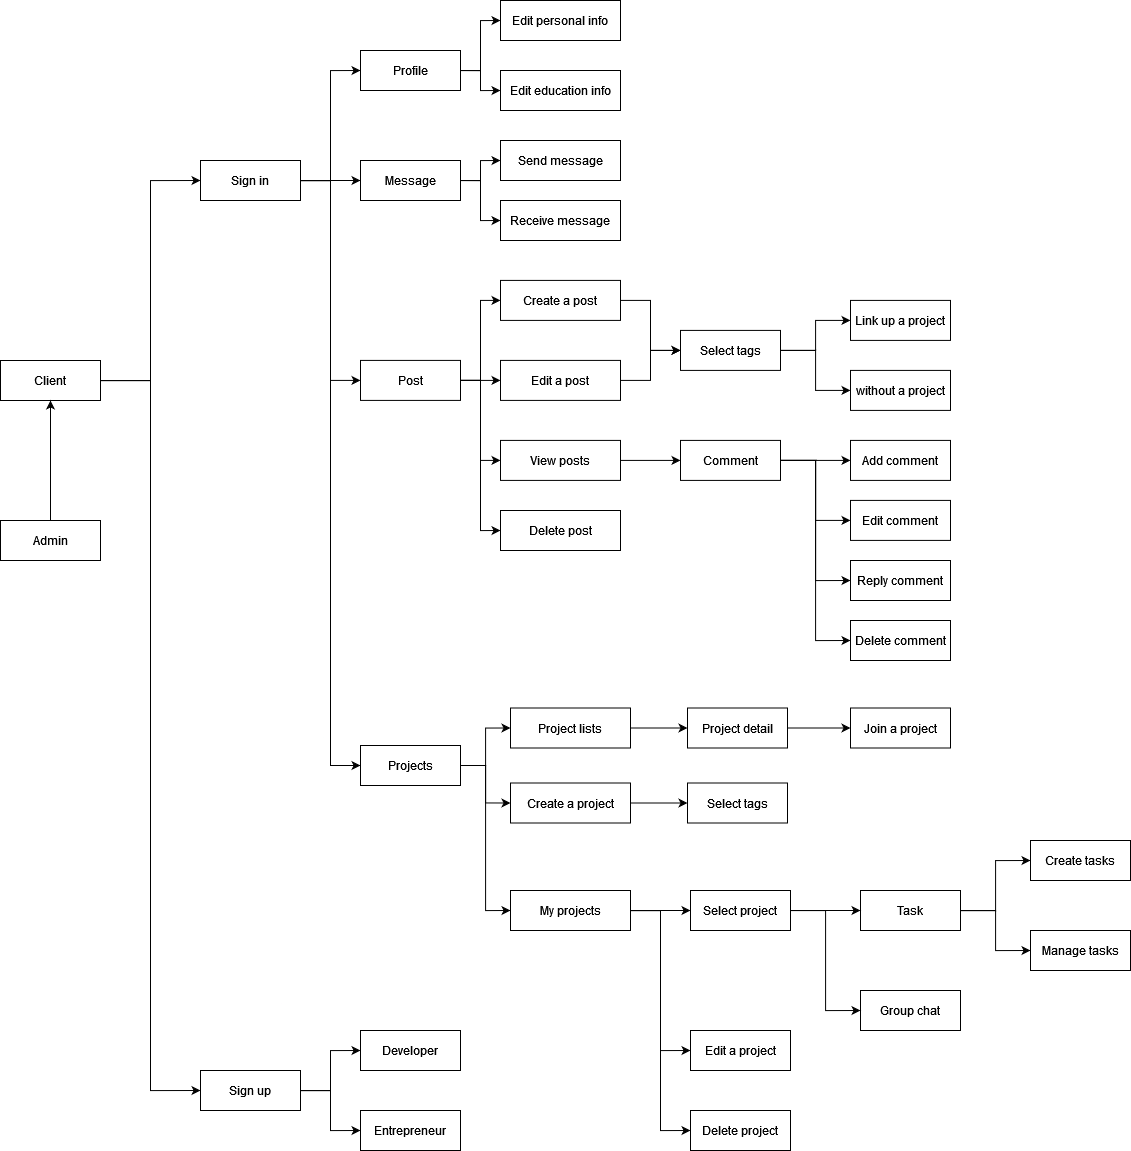 Edit personal info
Profile
Edit education info
Send message
Sign in
Message
Receive message
Create a post
Link up a project
Select tags
Client
Post
Edit a post
without a project
View posts
Comment
Add comment
Delete post
Edit comment
Admin
Reply comment
Delete comment
Project lists
Project detail
Join a project
Projects
Create a project
Select tags
Create tasks
My projects
Select project
Task
Manage tasks
Group chat
Developer
Edit a project
Sign up
Entrepreneur
Delete project